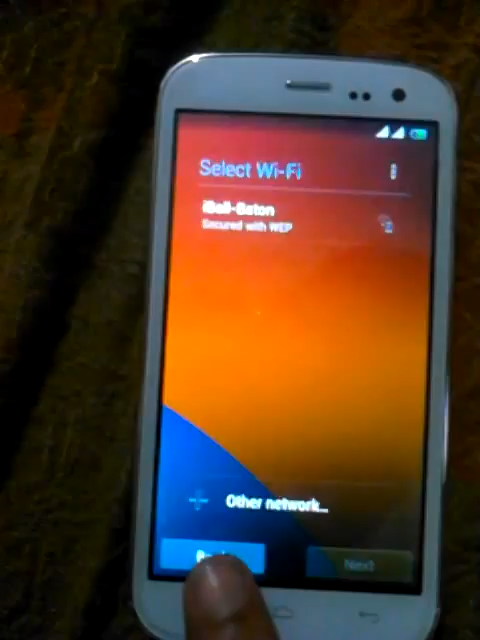 Select Wi-Fi
iBall-Baton
Secured with WEP
Other network...
Next